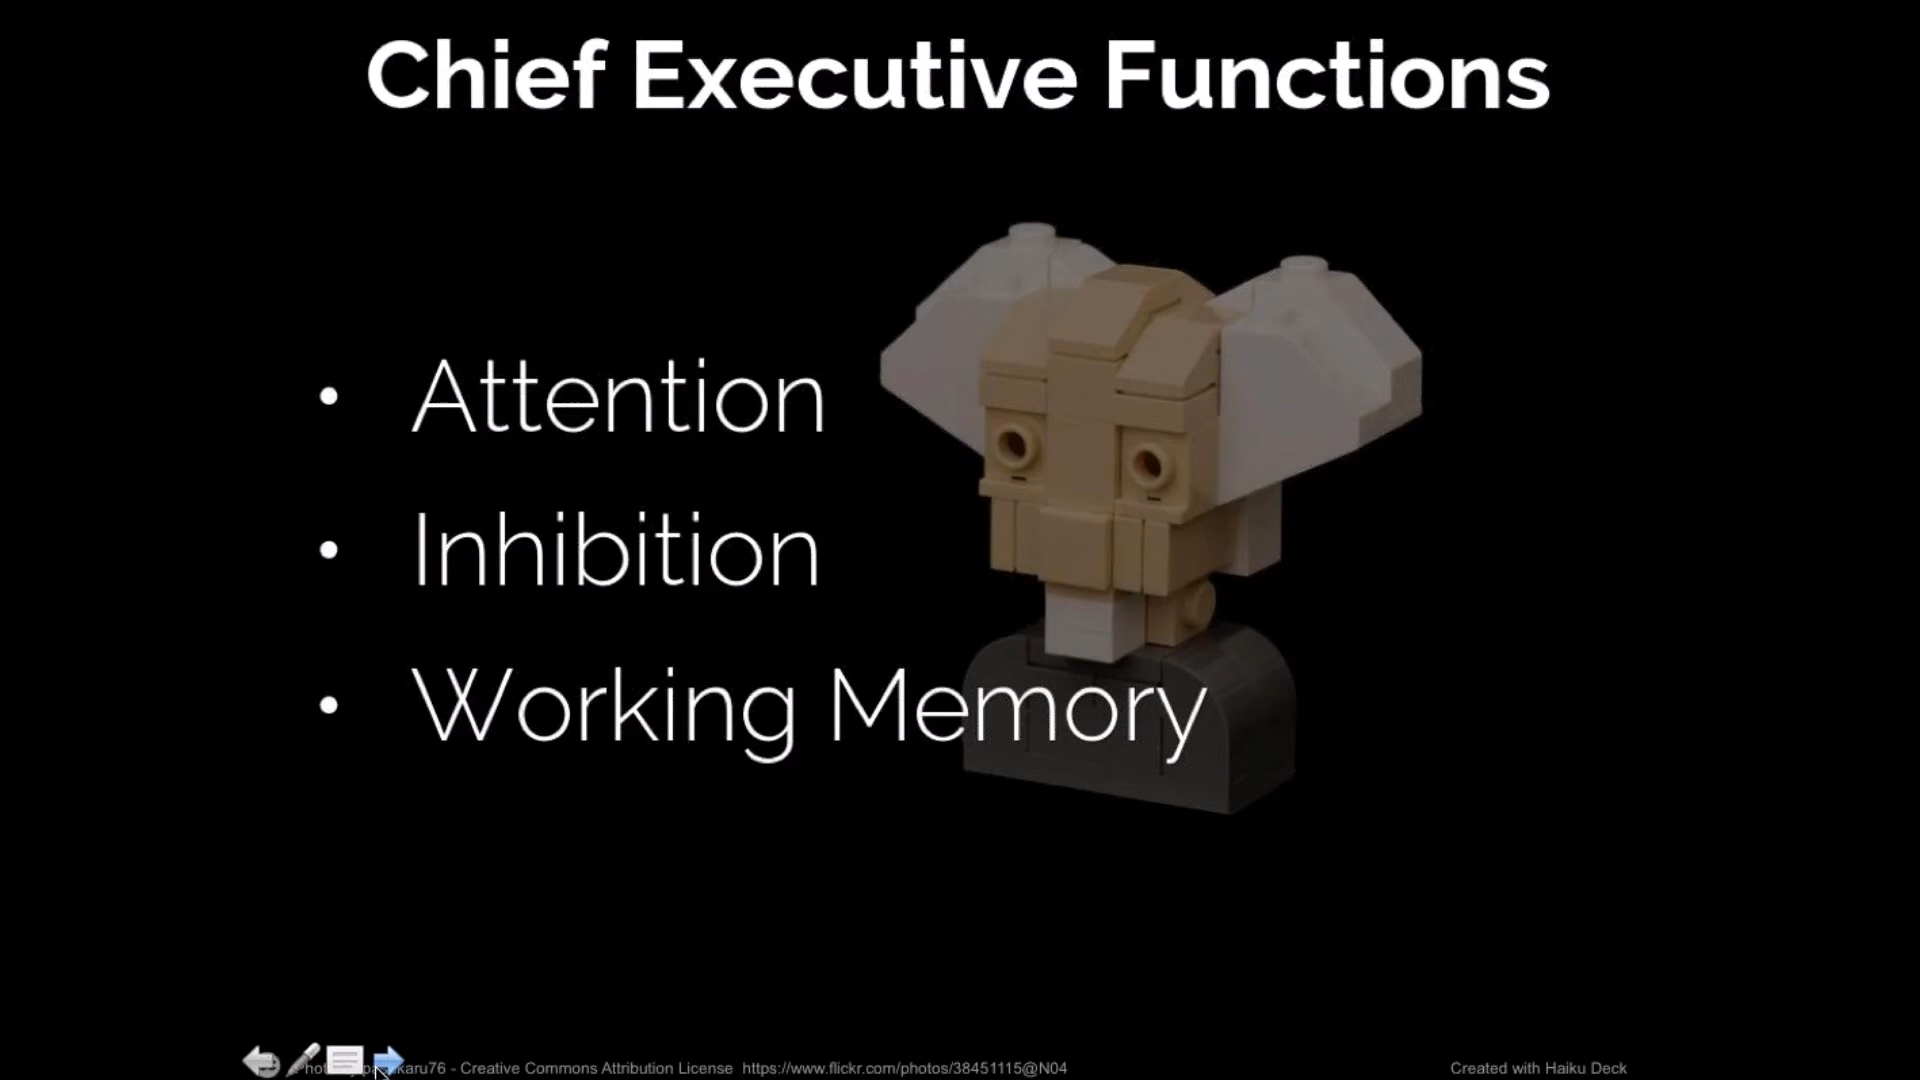 Chief Executive Functions
• Attention
• Inhibition
• Working Memory
karu76 - Creative Commons Attribution License https://www.flickr.com/photos/38451115@N04
Created with Haiku Deck